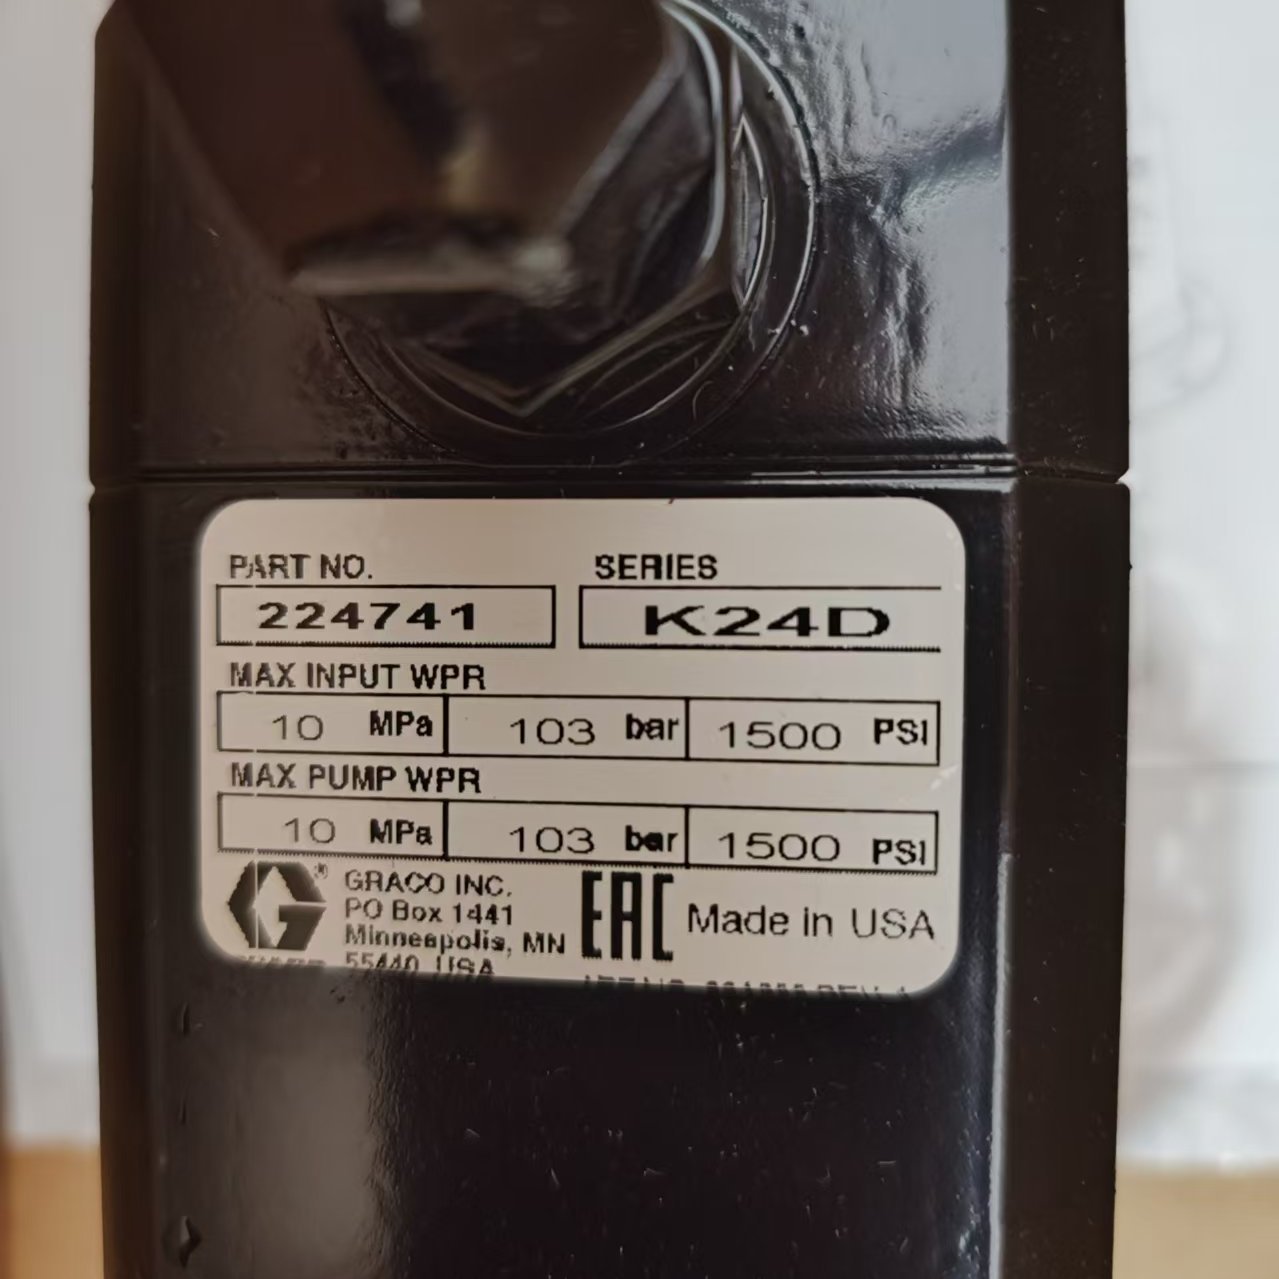 PART NO. SERIES
224741 K24D
MAX INPUT WPR
10 MPa 103 bar 1500 PSI
MAX PUMP WPR
10 MPa 103 bar 1500 PSI
G® GRACO INC.
PO Box 1441
Minneapolis, MN
55440 USA
EAC Made in USA